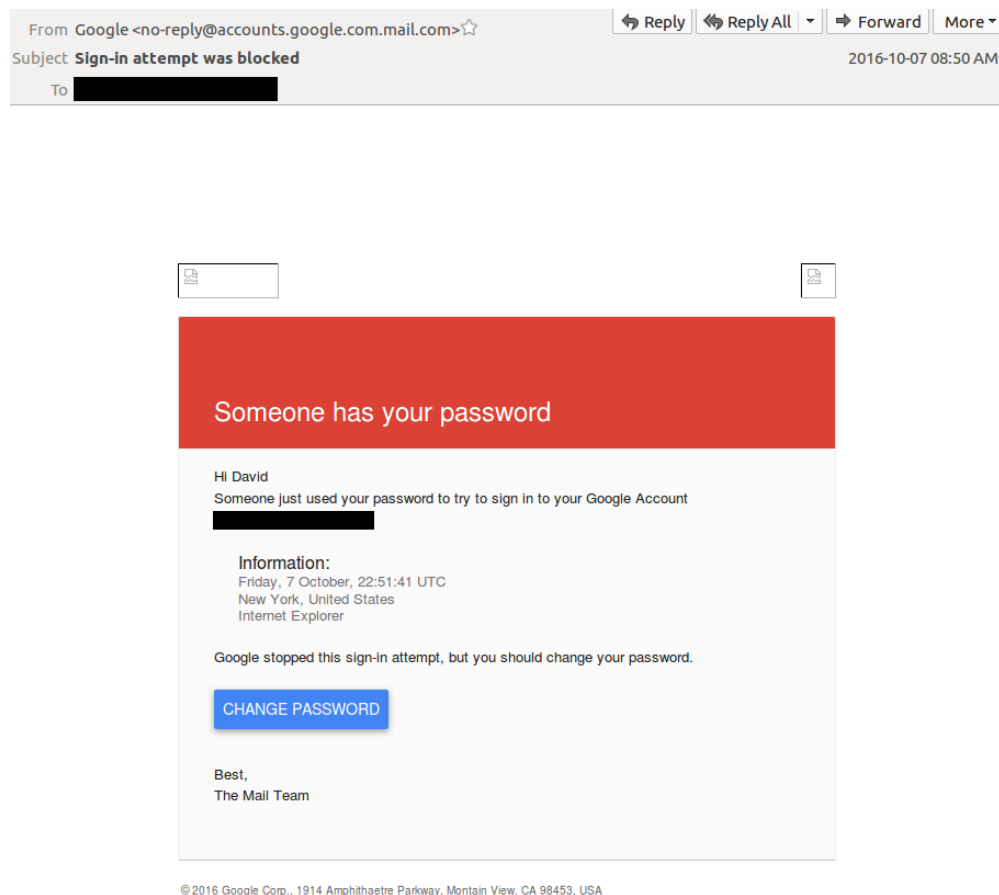 From Google <no-reply@accounts.google.com.mail.com> Reply Reply All Forward More
Subject Sign-in attempt was blocked 2016-10-07 08:50 AM
To
Someone has your password
Hi David
Someone just used your password to try to sign in to your Google Account
Information:
Friday, 7 October, 22:51:41 UTC
New York, United States
Internet Explorer
Google stopped this sign-in attempt, but you should change your password.
CHANGE PASSWORD
Best,
The Mail Team
© 2016 Google Corp., 1914 Amphithaetre Parkway, Montain View, CA 98453, USA